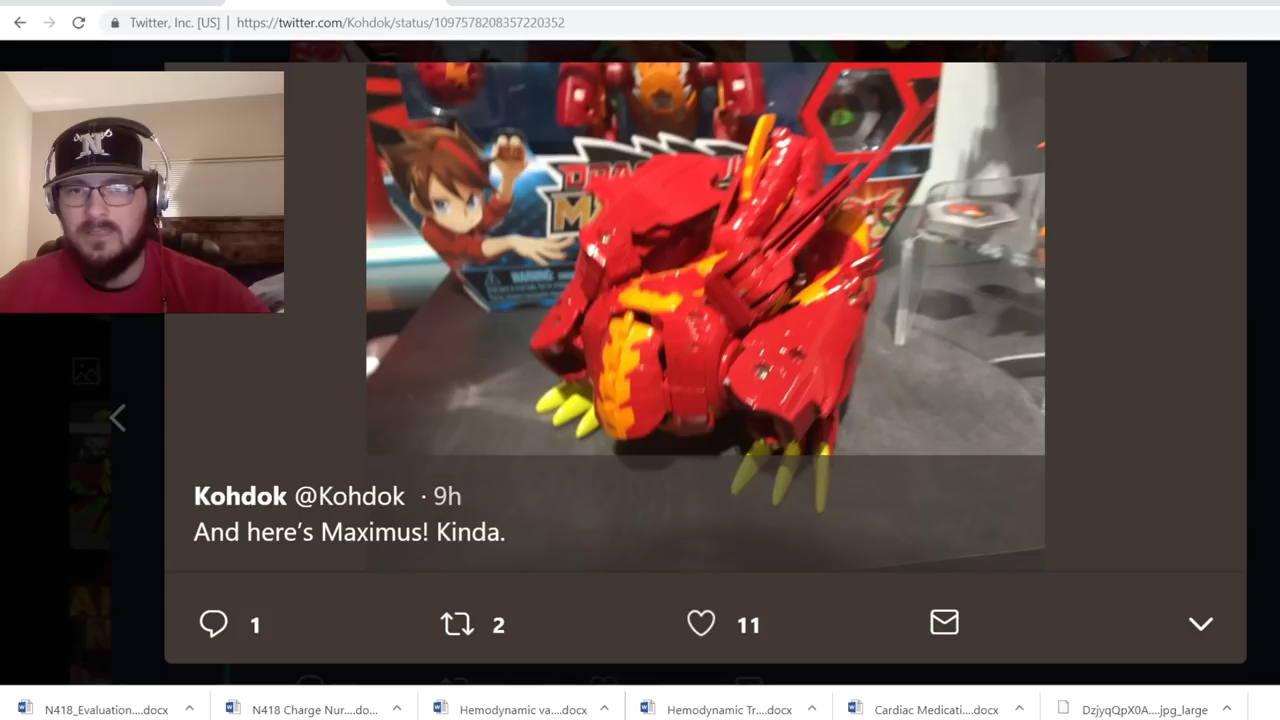 Twitter, Inc. [US] | https://twitter.com/Kohdok/status/1097578208357220352
N
WARNING:
Kohdok @Kohdok · 9h
And here's Maximus! Kinda.
1 2 11
N418_Evaluation....docx N418 Charge Nur....do... Hemodynamic va....docx Hemodynamic Tr....docx Cardiac Medicati....docx DzjyqQpX0A....jpg_large